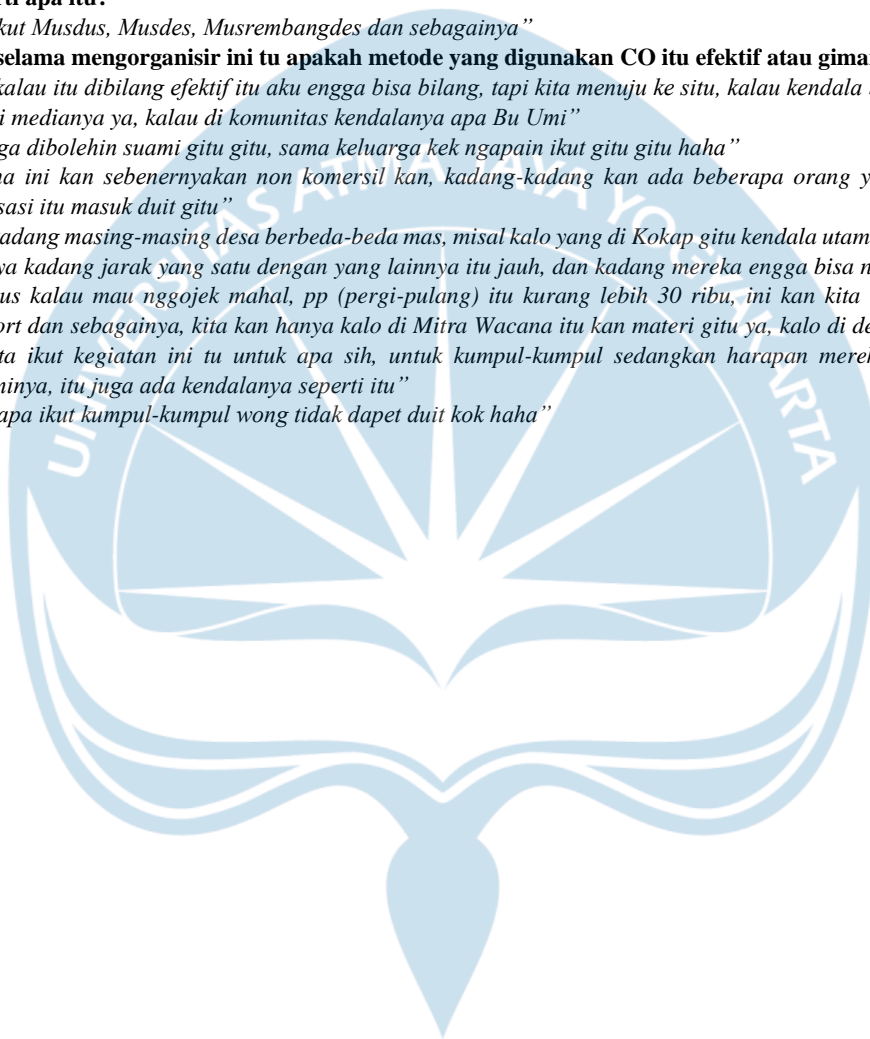 rti apa itu?
kut Musdus, Musdes, Musrembangdes dan sebagainya”
selama mengorganisir ini tu apakah metode yang digunakan CO itu efektif atau gima
kalau itu dibilang efektif itu aku engga bisa bilang, tapi kita menuju ke situ, kalau kendala
i medianya ya, kalau di komunitas kendalanya apa Bu Umi”
ga dibolehin suami gitu gitu, sama keluarga kek ngapain ikut gitu gitu haha”
na ini kan sebenernyakan non komersil kan, kadang-kadang kan ada beberapa orang y
sasi itu masuk duit gitu”
adang masing-masing desa berbeda-beda mas, misal kalo yang di Kokap gitu kendala utam
ya kadang jarak yang satu dengan yang lainnya itu jauh, dan kadang mereka engga bisa n
us kalau mau nggojek mahal, pp (pergi-pulang) itu kurang lebih 30 ribu, ini kan kita
ort dan sebagainya, kita kan hanya kalo di Mitra Wacana itu kan materi gitu ya, kalo di de
ta ikut kegiatan ini tu untuk apa sih, untuk kumpul-kumpul sedangkan harapan merek
minya, itu juga ada kendalanya seperti itu”
apa ikut kumpul-kumpul wong tidak dapet duit kok haha”
UNIVERSITAS ATMA JAYA YOGYAKARTA